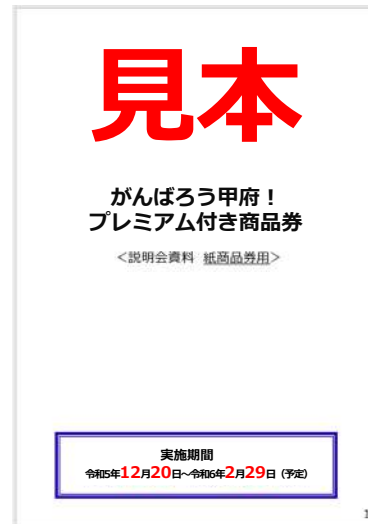 見本
がんばろう甲府！
プレミアム付き商品券
＜説明会資料 紙商品券用＞
実施期間
令和5年12月20日～令和6年2月29日（予定）
1